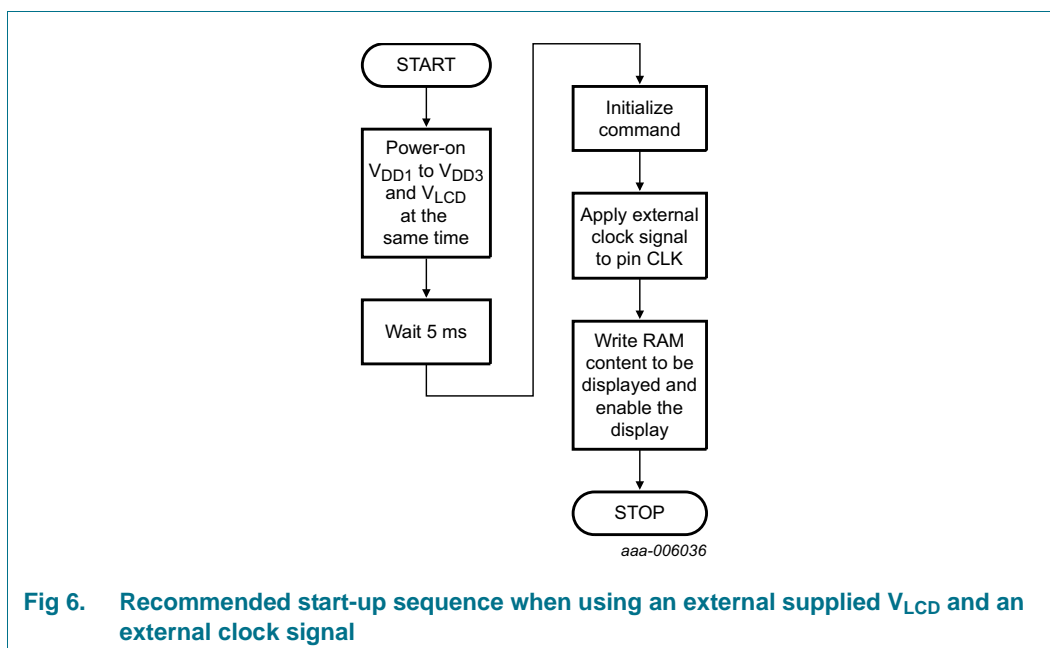 START
Power-on
VDD1 to VDD3
and VLCD
at the
same time
Wait 5 ms
Initialize
command
Apply external
clock signal
to pin CLK
Write RAM
content to be
displayed and
enable the
display
STOP
aaa-006036
Fig 6. Recommended start-up sequence when using an external supplied VLCD and an
external clock signal